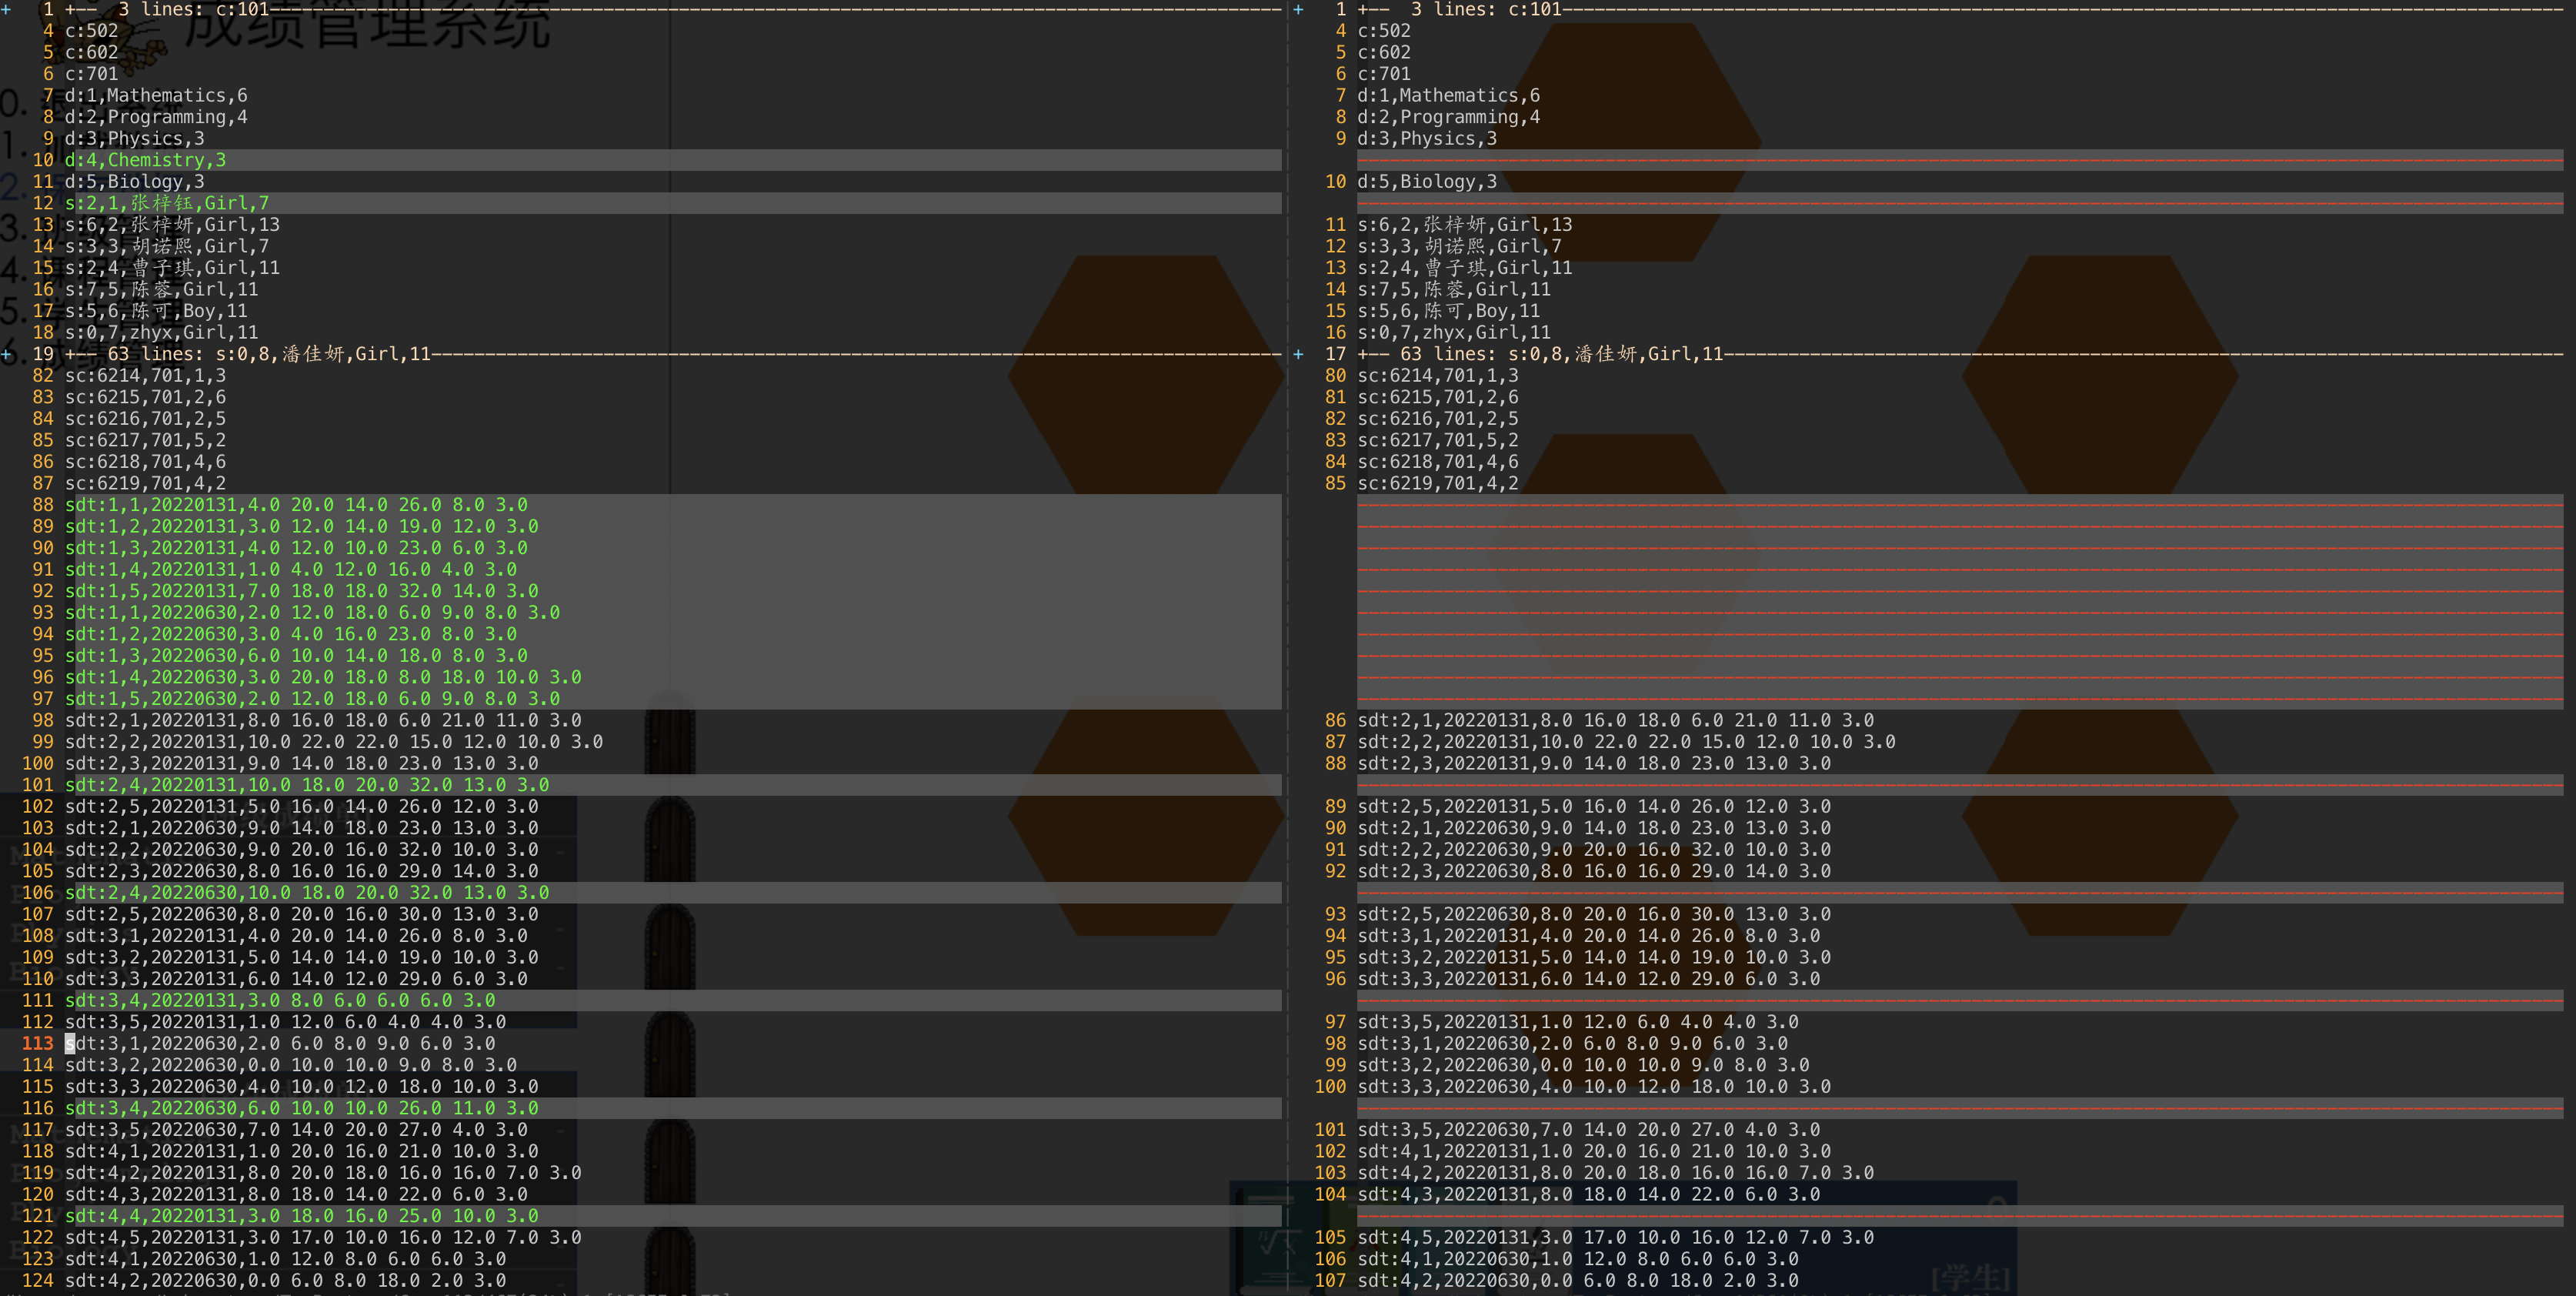 + 1 +-- 3 lines: c:101
4 c:502
5 c:602
6 c:701
7 d:1,Mathematics,6
8 d:2,Programming,4
9 d:3,Physics,3
10 d:4,Chemistry,3
11 d:5,Biology,3
12 s:2,1,张梓钰,Girl,7
13 s:6,2,张梓妍,Girl,13
14 s:3,3,胡诺熙,Girl,7
15 s:2,4,曹子琪,Girl,11
16 s:7,5,陈蓉,Girl,11
17 s:5,6,陈可,Boy,11
18 s:0,7,zhyx,Girl,11
+ 19 +-- 63 lines: s:0,8,潘佳妍,Girl,11
82 sc:6214,701,1,3
83 sc:6215,701,2,6
84 sc:6216,701,2,5
85 sc:6217,701,5,2
86 sc:6218,701,4,6
87 sc:6219,701,4,2
88 sdt:1,1,20220131,4.0 20.0 14.0 26.0 8.0 3.0
89 sdt:1,2,20220131,3.0 12.0 14.0 19.0 12.0 3.0
90 sdt:1,3,20220131,4.0 12.0 10.0 23.0 6.0 3.0
91 sdt:1,4,20220131,1.0 4.0 12.0 16.0 4.0 3.0
92 sdt:1,5,20220131,7.0 18.0 18.0 32.0 14.0 3.0
93 sdt:1,1,20220630,2.0 12.0 18.0 6.0 9.0 8.0 3.0
94 sdt:1,2,20220630,3.0 4.0 16.0 23.0 8.0 3.0
95 sdt:1,3,20220630,6.0 10.0 14.0 18.0 8.0 3.0
96 sdt:1,4,20220630,3.0 20.0 18.0 8.0 18.0 10.0 3.0
97 sdt:1,5,20220630,2.0 12.0 18.0 6.0 9.0 8.0 3.0
98 sdt:2,1,20220131,8.0 16.0 18.0 6.0 21.0 11.0 3.0
99 sdt:2,2,20220131,10.0 22.0 22.0 15.0 12.0 10.0 3.0
100 sdt:2,3,20220131,9.0 14.0 18.0 23.0 13.0 3.0
101 sdt:2,4,20220131,10.0 18.0 20.0 32.0 13.0 3.0
102 sdt:2,5,20220131,5.0 16.0 14.0 26.0 12.0 3.0
103 sdt:2,1,20220630,9.0 14.0 18.0 23.0 13.0 3.0
104 sdt:2,2,20220630,9.0 20.0 16.0 32.0 10.0 3.0
105 sdt:2,3,20220630,8.0 16.0 16.0 29.0 14.0 3.0
106 sdt:2,4,20220630,10.0 18.0 20.0 32.0 13.0 3.0
107 sdt:2,5,20220630,8.0 20.0 16.0 30.0 13.0 3.0
108 sdt:3,1,20220131,4.0 20.0 14.0 26.0 8.0 3.0
109 sdt:3,2,20220131,5.0 14.0 14.0 19.0 10.0 3.0
110 sdt:3,3,20220131,6.0 14.0 12.0 29.0 6.0 3.0
111 sdt:3,4,20220131,3.0 8.0 6.0 6.0 6.0 3.0
112 sdt:3,5,20220131,1.0 12.0 6.0 4.0 4.0 3.0
113 sdt:3,1,20220630,2.0 6.0 8.0 9.0 6.0 3.0
114 sdt:3,2,20220630,0.0 10.0 10.0 9.0 8.0 3.0
115 sdt:3,3,20220630,4.0 10.0 12.0 18.0 10.0 3.0
116 sdt:3,4,20220630,6.0 10.0 10.0 26.0 11.0 3.0
117 sdt:3,5,20220630,7.0 14.0 20.0 27.0 4.0 3.0
118 sdt:4,1,20220131,1.0 20.0 16.0 21.0 10.0 3.0
119 sdt:4,2,20220131,8.0 20.0 18.0 16.0 16.0 7.0 3.0
120 sdt:4,3,20220131,8.0 18.0 14.0 22.0 6.0 3.0
121 sdt:4,4,20220131,3.0 18.0 16.0 25.0 10.0 3.0
122 sdt:4,5,20220131,3.0 17.0 10.0 16.0 12.0 7.0 3.0
123 sdt:4,1,20220630,1.0 12.0 8.0 6.0 6.0 3.0
124 sdt:4,2,20220630,0.0 6.0 8.0 18.0 2.0 3.0
+ 1 +-- 3 lines: c:101
4 c:502
5 c:602
6 c:701
7 d:1,Mathematics,6
8 d:2,Programming,4
9 d:3,Physics,3
10 d:5,Biology,3
11 s:6,2,张梓妍,Girl,13
12 s:3,3,胡诺熙,Girl,7
13 s:2,4,曹子琪,Girl,11
14 s:7,5,陈蓉,Girl,11
15 s:5,6,陈可,Boy,11
16 s:0,7,zhyx,Girl,11
+ 17 +-- 63 lines: s:0,8,潘佳妍,Girl,11
80 sc:6214,701,1,3
81 sc:6215,701,2,6
82 sc:6216,701,2,5
83 sc:6217,701,5,2
84 sc:6218,701,4,6
85 sc:6219,701,4,2
86 sdt:2,1,20220131,8.0 16.0 18.0 6.0 21.0 11.0 3.0
87 sdt:2,2,20220131,10.0 22.0 22.0 15.0 12.0 10.0 3.0
88 sdt:2,3,20220131,9.0 14.0 18.0 23.0 13.0 3.0
89 sdt:2,5,20220131,5.0 16.0 14.0 26.0 12.0 3.0
90 sdt:2,1,20220630,9.0 14.0 18.0 23.0 13.0 3.0
91 sdt:2,2,20220630,9.0 20.0 16.0 32.0 10.0 3.0
92 sdt:2,3,20220630,8.0 16.0 16.0 29.0 14.0 3.0
93 sdt:2,5,20220630,8.0 20.0 16.0 30.0 13.0 3.0
94 sdt:3,1,20220131,4.0 20.0 14.0 26.0 8.0 3.0
95 sdt:3,2,20220131,5.0 14.0 14.0 19.0 10.0 3.0
96 sdt:3,3,20220131,6.0 14.0 12.0 29.0 6.0 3.0
97 sdt:3,5,20220131,1.0 12.0 6.0 4.0 4.0 3.0
98 sdt:3,1,20220630,2.0 6.0 8.0 9.0 6.0 3.0
99 sdt:3,2,20220630,0.0 10.0 10.0 9.0 8.0 3.0
100 sdt:3,3,20220630,4.0 10.0 12.0 18.0 10.0 3.0
101 sdt:3,5,20220630,7.0 14.0 20.0 27.0 4.0 3.0
102 sdt:4,1,20220131,1.0 20.0 16.0 21.0 10.0 3.0
103 sdt:4,2,20220131,8.0 20.0 18.0 16.0 16.0 7.0 3.0
104 sdt:4,3,20220131,8.0 18.0 14.0 22.0 6.0 3.0
105 sdt:4,5,20220131,3.0 17.0 10.0 16.0 12.0 7.0 3.0
106 sdt:4,1,20220630,1.0 12.0 8.0 6.0 6.0 3.0
107 sdt:4,2,20220630,0.0 6.0 8.0 18.0 2.0 3.0
成绩管理系统
4. 课程管理
5. 学生管理
6. 成绩管理
[学生]